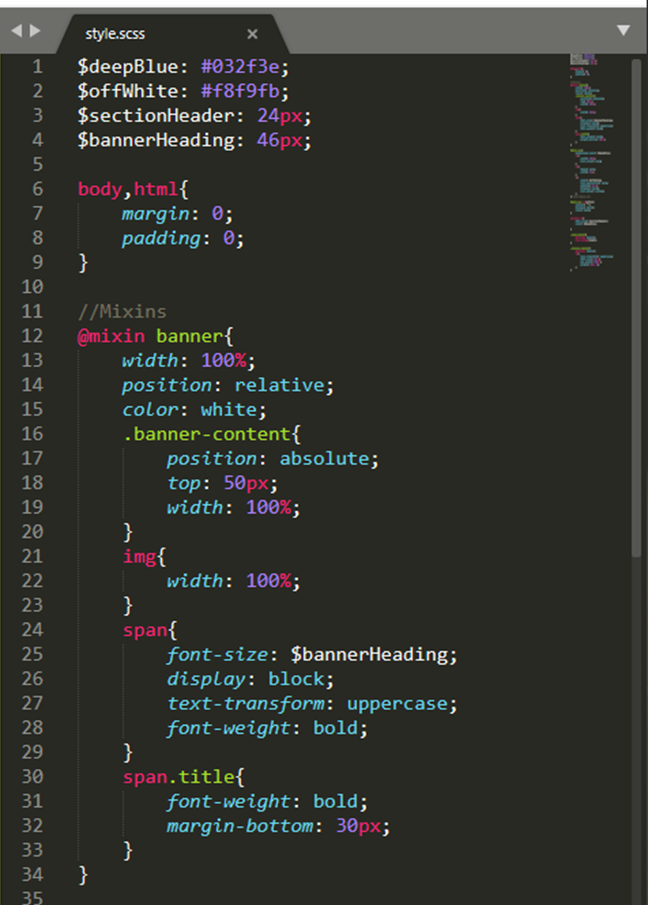 style.scss ×
1 $deepBlue: #032f3e;
2 $offWhite: #f8f9fb;
3 $sectionHeader: 24px;
4 $bannerHeading: 46px;
5
6 body,html{
7     margin: 0;
8     padding: 0;
9 }
10
11 //Mixins
12 @mixin banner{
13     width: 100%;
14     position: relative;
15     color: white;
16     .banner-content{
17         position: absolute;
18         top: 50px;
19         width: 100%;
20     }
21     img{
22         width: 100%;
23     }
24     span{
25         font-size: $bannerHeading;
26         display: block;
27         text-transform: uppercase;
28         font-weight: bold;
29     }
30     span.title{
31         font-weight: bold;
32         margin-bottom: 30px;
33     }
34 }
35